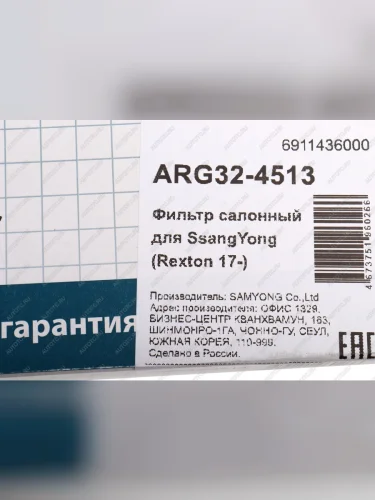 6911436000
ARG32-4513
Фильтр салонный
для SsangYong
(Rexton 17-)
4673751960266
Производитель: SAMYONG Co.,Ltd
Адрес производителя: ОФИС 1329,
БИЗНЕС-ЦЕНТР КВАНХВАМУН, 163,
ШИНМОНРО-1ГА, ЧОННО-ГУ, СЕУЛ,
ЮЖНАЯ КОРЕЯ, 110-999.
Сделано в России.
гарантия
EAC